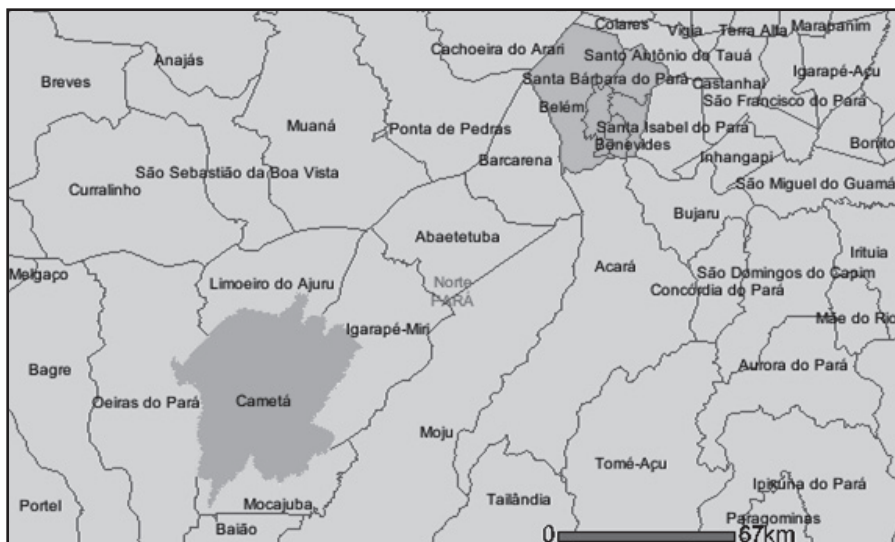 Colares
Vigia
Terra Alta
Marapanim
Cachoeira do Arari
Santo Antônio do Tauá
Anajás
Breves
Santa Bárbara do Pará
Castanhal
Igarapé-Açu
São Francisco do Pará
Belém
Muaná
Ponta de Pedras
Santa Isabel do Pará
Benevides
Bonito
Barcarena
Inhangapi
São Sebastião da Boa Vista
Curralinho
São Miguel do Guamá
Bujaru
Abaetetuba
Irituia
Acará
São Domingos do Capim
Melgaço
Limoeiro do Ajuru
Norte
PARÁ
Concórdia do Pará
Mãe do Rio
Igarapé-Miri
Bagre
Aurora do Pará
Oeiras do Pará
Cametá
Moju
Tomé-Açu
Ipixuna do Pará
Portel
Mocajuba
Tailândia
Paragominas
Baião
0
67km